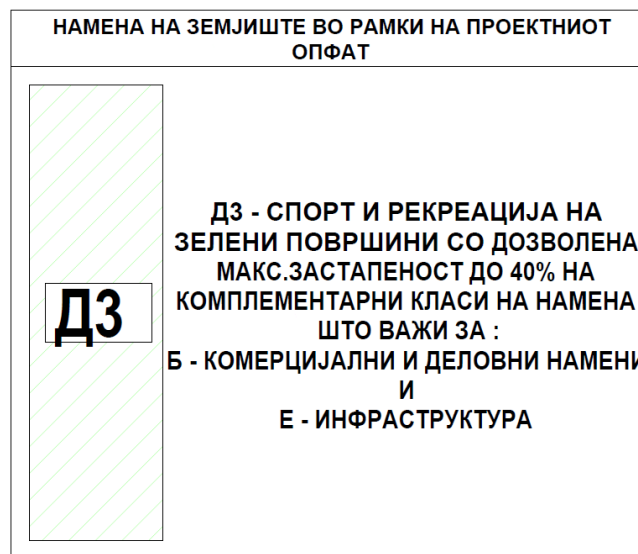 НАМЕНА НА ЗЕМЈИШТЕ ВО РАМКИ НА ПРОЕКТНИОТ
ОПФАТ
Д3
Д3 - СПОРТ И РЕКРЕАЦИЈА НА
ЗЕЛЕНИ ПОВРШИНИ СО ДОЗВОЛЕНА
МАКС.ЗАСТАПЕНОСТ ДО 40% НА
КОМПЛЕМЕНТАРНИ КЛАСИ НА НАМЕНА
ШТО ВАЖИ ЗА :
Б - КОМЕРЦИЈАЛНИ И ДЕЛОВНИ НАМЕНИ
И
Е - ИНФРАСТРУКТУРА